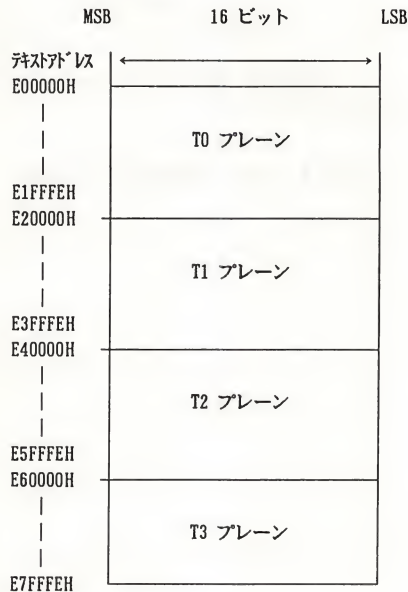 MSB 16 ビット LSB
テキストアドレス
E00000H
T0 プレーン
E1FFFEH
E20000H
T1 プレーン
E3FFFEH
E40000H
T2 プレーン
E5FFFEH
E60000H
T3 プレーン
E7FFFEH